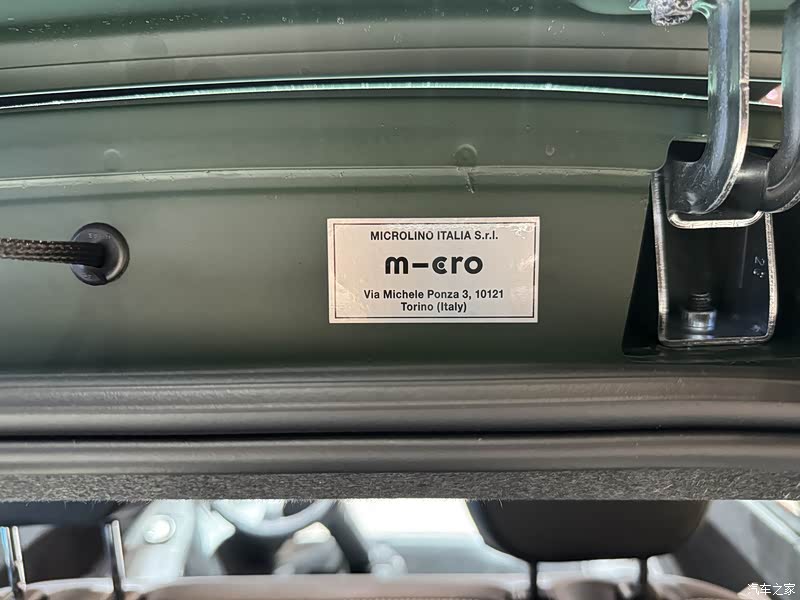 MICROLINO ITALIA S.r.l.
m–cro
Via Michele Ponza 3, 10121
Torino (Italy)
汽车之家